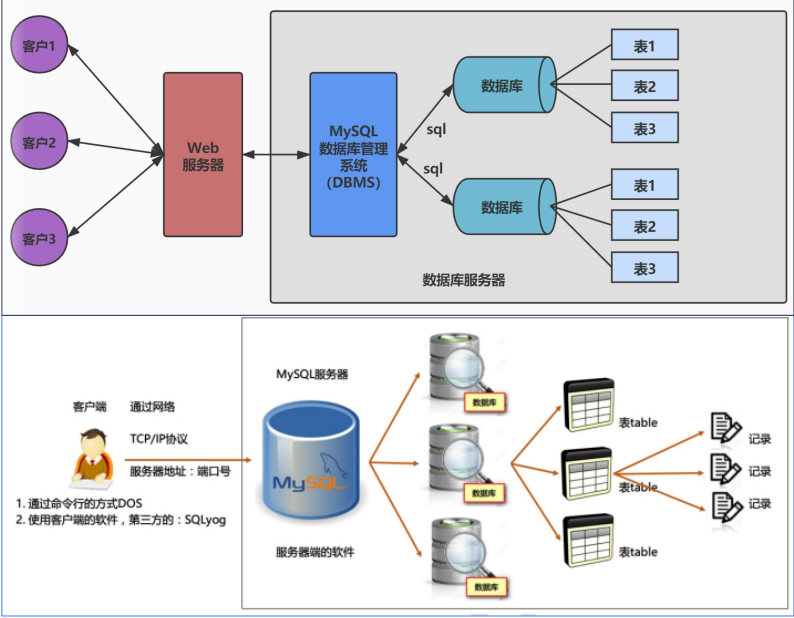 客户1
客户2
客户3
Web
服务器
MySQL
数据库管理
系统
（DBMS）
sql
sql
数据库
数据库
表1
表2
表3
表1
表2
表3
数据库服务器
客户端
通过网络
TCP/IP协议
服务器地址：端口号
1. 通过命令行的方式DOS
2. 使用客户端的软件，第三方的：SQLyog
MySQL服务器
MySQL
服务器端的软件
数据库
数据库
数据库
表table
表table
表table
记录
记录
记录